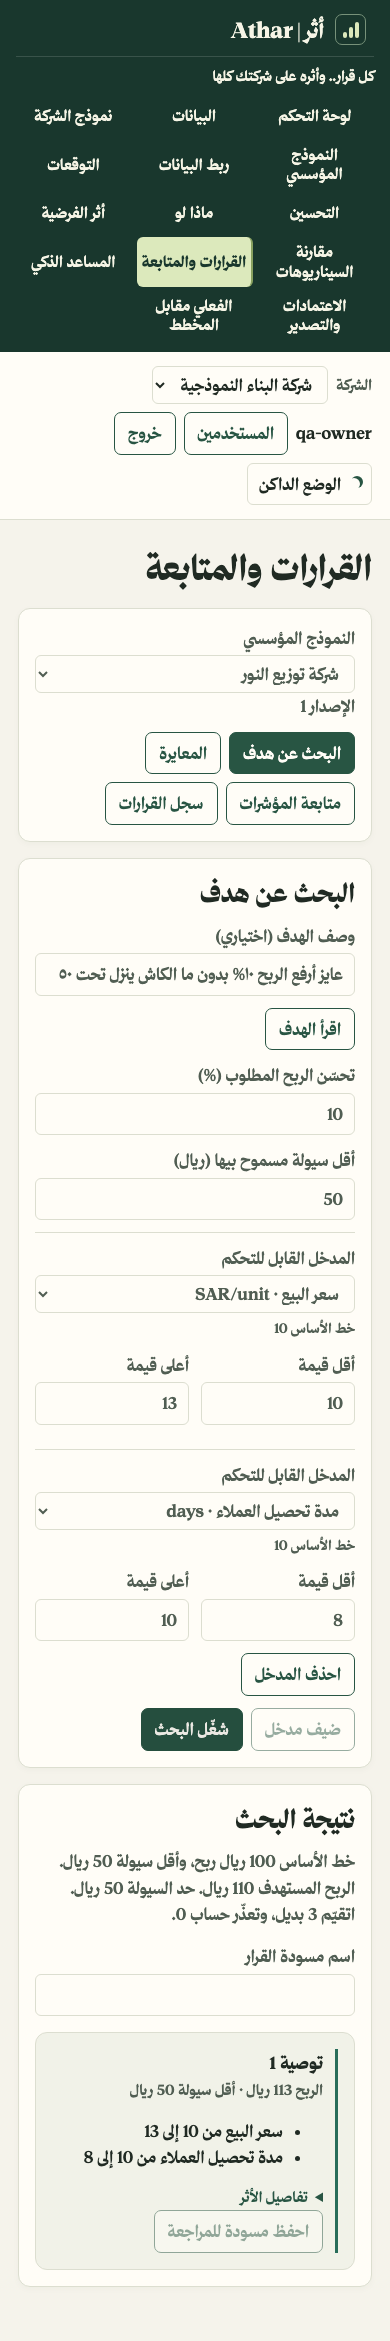 أثر | Athar
كل قرار.. وأثره على شركتك كلها
لوحة التحكم
البيانات
نموذج الشركة
النموذج المؤسسي
ربط البيانات
التوقعات
التحسين
ماذا لو
أثر الفرضية
مقارنة السيناريوهات
القرارات والمتابعة
المساعد الذكي
الاعتمادات والتصدير
الفعلي مقابل المخطط
الشركة
شركة البناء النموذجية
qa-owner
المستخدمين
خروج
الوضع الداكن
القرارات والمتابعة
النموذج المؤسسي
شركة توزيع النور
الإصدار 1
البحث عن هدف
المعايرة
متابعة المؤشرات
سجل القرارات
البحث عن هدف
وصف الهدف (اختياري)
عايز أرفع الربح ١٠% بدون ما الكاش ينزل تحت ٥٠
اقرأ الهدف
تحسّن الربح المطلوب (%)
10
أقل سيولة مسموح بيها (ريال)
50
المدخل القابل للتحكم
سعر البيع · SAR/unit
خط الأساس 10
أقل قيمة
أعلى قيمة
10
13
المدخل القابل للتحكم
مدة تحصيل العملاء · days
خط الأساس 10
أقل قيمة
أعلى قيمة
8
10
احذف المدخل
ضيف مدخل
شغّل البحث
نتيجة البحث
خط الأساس 100 ريال ربح، وأقل سيولة 50 ريال.
الربح المستهدف 110 ريال. حد السيولة 50 ريال.
اتقيّم 3 بديل، وتعذّر حساب 0.
اسم مسودة القرار
توصية 1
الربح 113 ريال · أقل سيولة 50 ريال
سعر البيع من 10 إلى 13
مدة تحصيل العملاء من 10 إلى 8
تفاصيل الأثر
احفظ مسودة للمراجعة